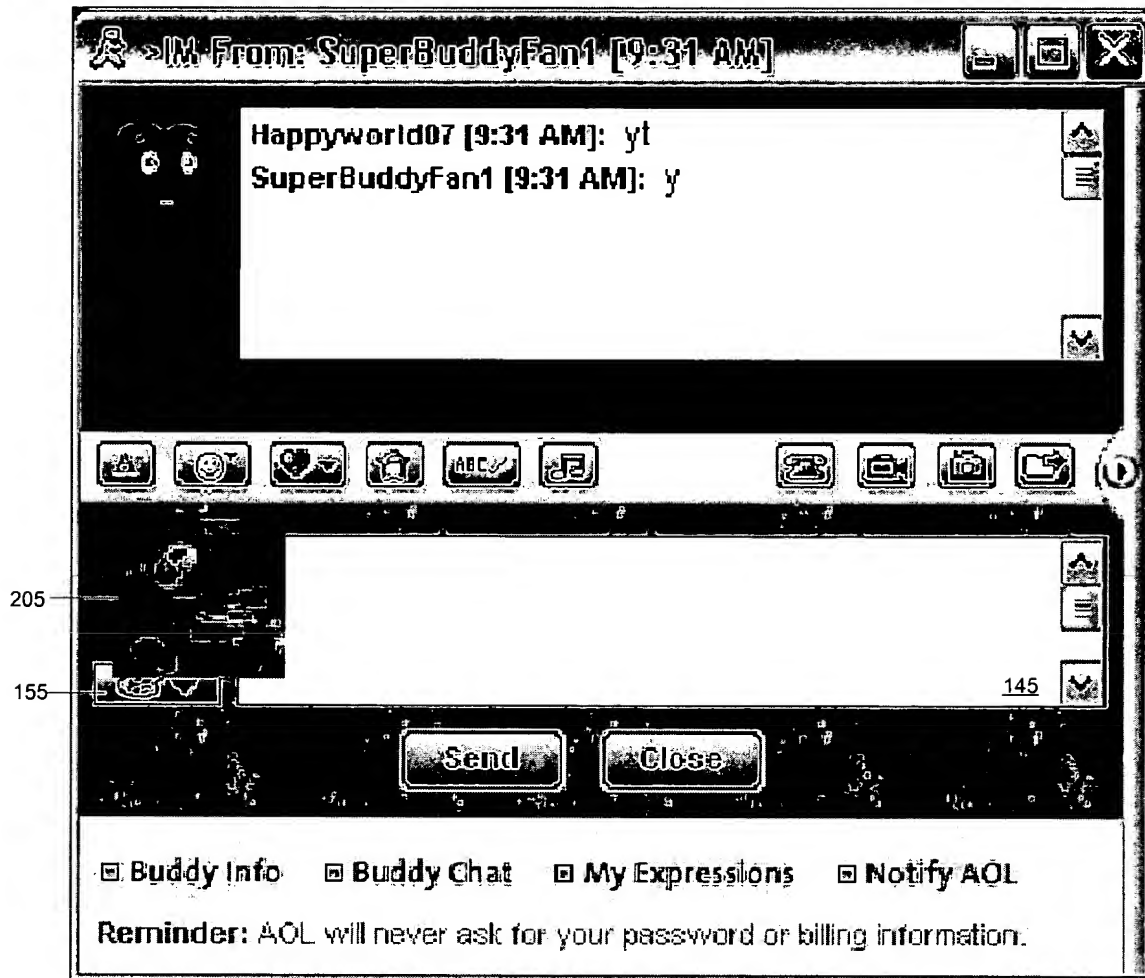 >IM From: SuperBuddyFan1 [9:31 AM]
Happyworld07 [9:31 AM]: yt
SuperBuddyFan1 [9:31 AM]: y
ABC
205
155
145
Send Close
Buddy Info Buddy Chat My Expressions Notify AOL
Reminder: AOL will never ask for your password or billing information.